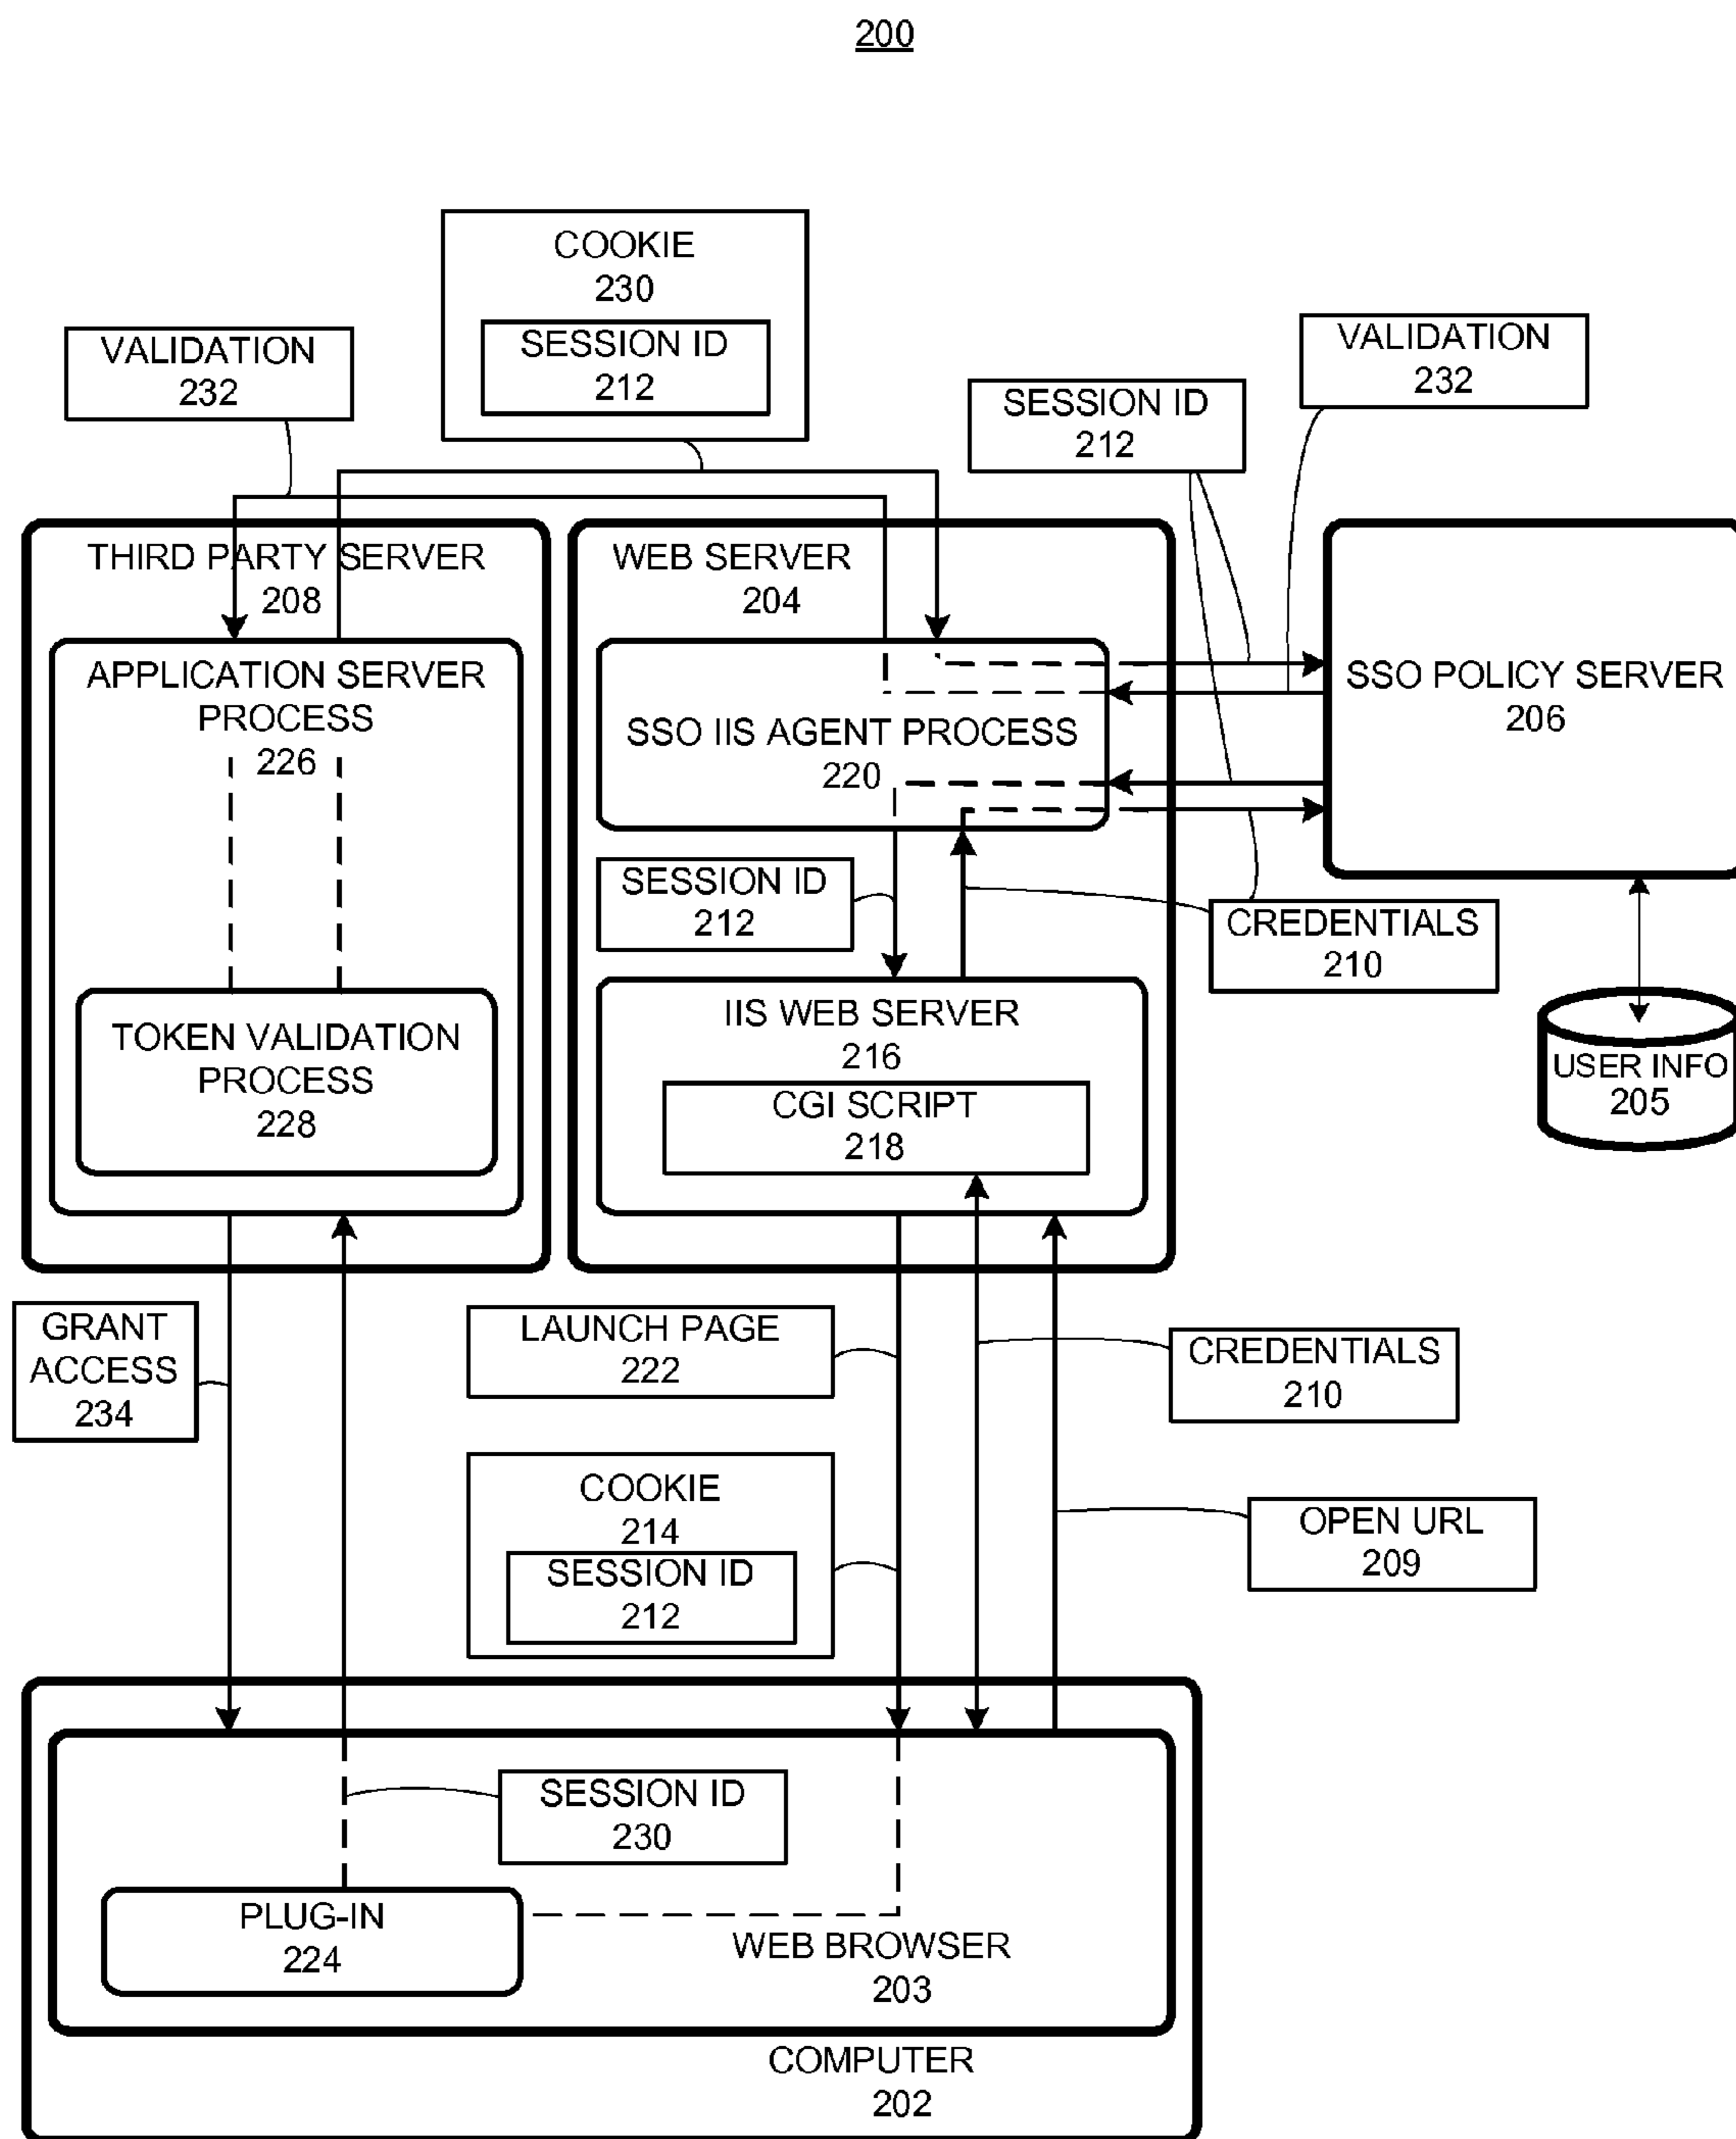 200
COOKIE
230
SESSION ID
212
VALIDATION
232
SESSION ID
212
VALIDATION
232
THIRD PARTY SERVER
208
WEB SERVER
204
APPLICATION SERVER
PROCESS
226
SSO IIS AGENT PROCESS
220
SSO POLICY SERVER
206
SESSION ID
212
CREDENTIALS
210
TOKEN VALIDATION
PROCESS
228
IIS WEB SERVER
216
CGI SCRIPT
218
USER INFO
205
GRANT
ACCESS
234
LAUNCH PAGE
222
CREDENTIALS
210
COOKIE
214
SESSION ID
212
OPEN URL
209
SESSION ID
230
PLUG-IN
224
WEB BROWSER
203
COMPUTER
202